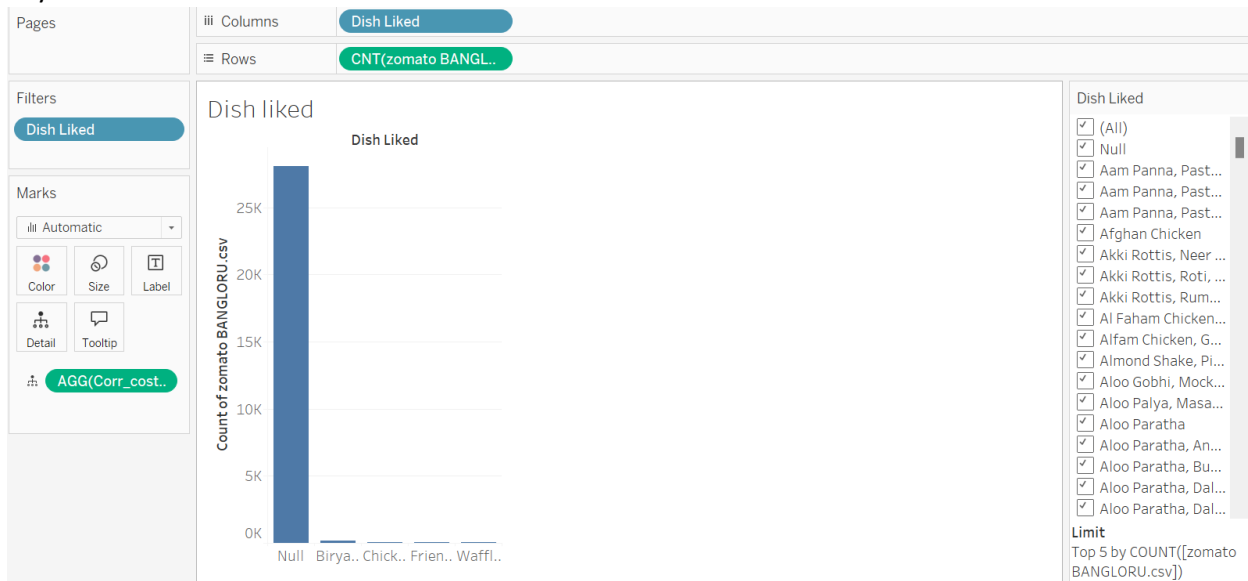 Pages
Columns
Dish Liked
Rows
CNT(zomato BANGL..
Filters
Dish Liked
Marks
Automatic
Color
Size
Label
Detail
Tooltip
AGG(Corr_cost..
Dish liked
Dish Liked
Count of zomato BANGLORU.csv
25K
20K
15K
10K
5K
0K
Null Birya.. Chick.. Frien.. Waffl..
Dish Liked
(All)
Null
Aam Panna, Past...
Aam Panna, Past...
Aam Panna, Past...
Afghan Chicken
Akki Rottis, Neer ...
Akki Rottis, Roti, ...
Akki Rottis, Rum...
Al Faham Chicken...
Alfam Chicken, G...
Almond Shake, Pi...
Aloo Gobhi, Mock...
Aloo Palya, Masa...
Aloo Paratha
Aloo Paratha, An...
Aloo Paratha, Bu...
Aloo Paratha, Dal...
Aloo Paratha, Dal...
Limit
Top 5 by COUNT([zomato
BANGLORU.csv])